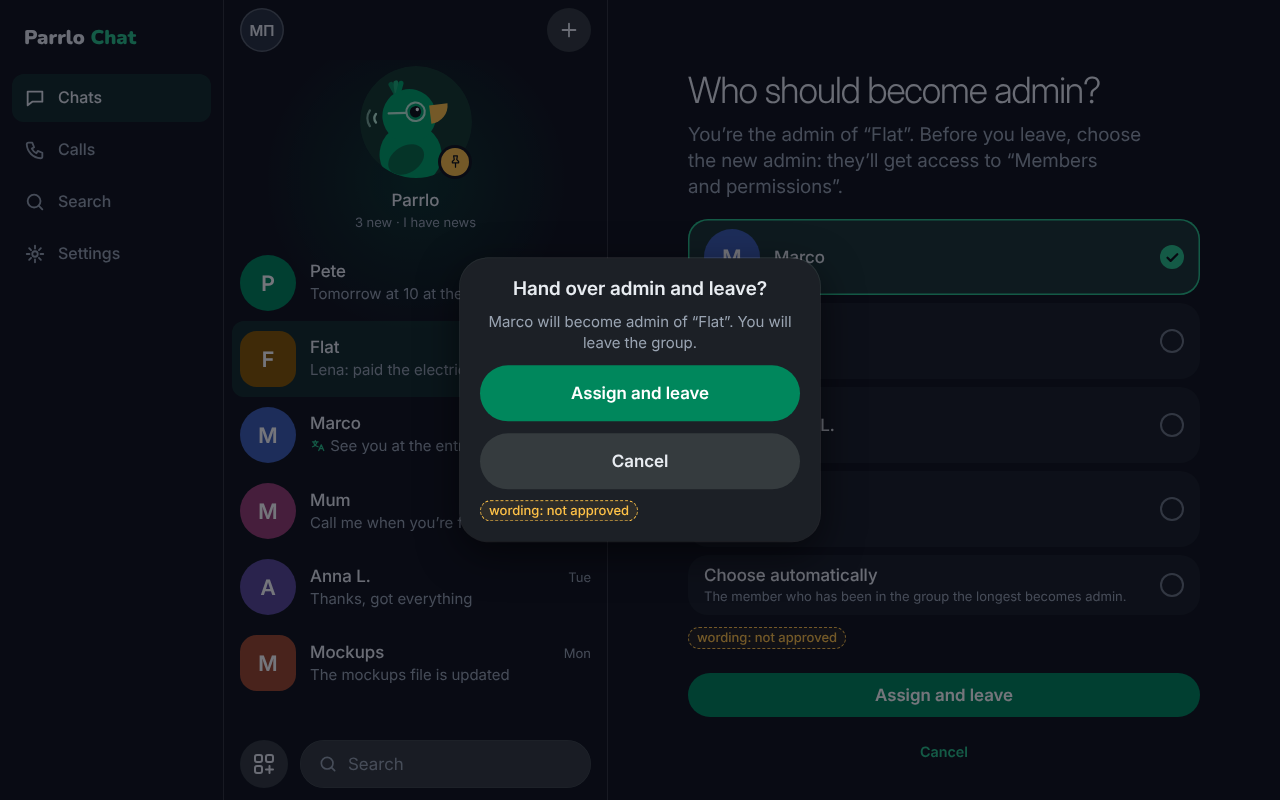 Parrlo Chat
Chats
Calls
Search
Settings
МП
Parrlo
3 new · I have news
Pete
Tomorrow at 10 at the
F
Flat
Lena: paid the electric
M
Marco
See you at the entr
M
Mum
Call me when you're f
A
Anna L.
Tue
Thanks, got everything
M
Mockups
Mon
The mockups file is updated
Search
Who should become admin?
You're the admin of “Flat”. Before you leave, choose
the new admin: they'll get access to “Members
and permissions”.
M
Marco
L.
Choose automatically
The member who has been in the group the longest becomes admin.
wording: not approved
Assign and leave
Cancel
Hand over admin and leave?
Marco will become admin of “Flat”. You will
leave the group.
Assign and leave
Cancel
wording: not approved
P